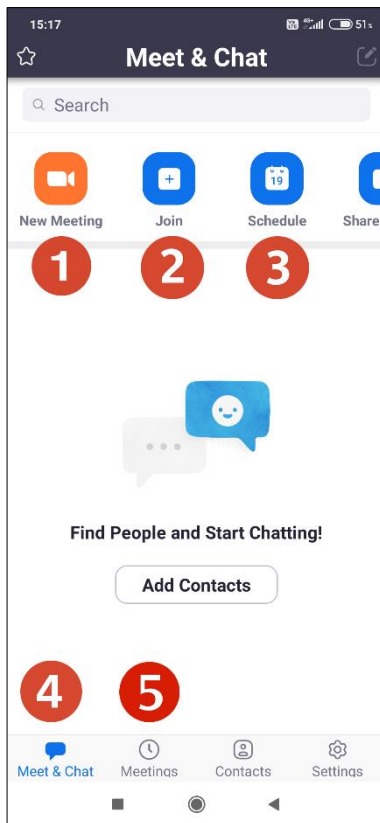 15:17 4G+ 51%
Meet & Chat
Search
19
New Meeting Join Schedule Share
1 2 3
Find People and Start Chatting!
Add Contacts
4 5
Meet & Chat Meetings Contacts Settings